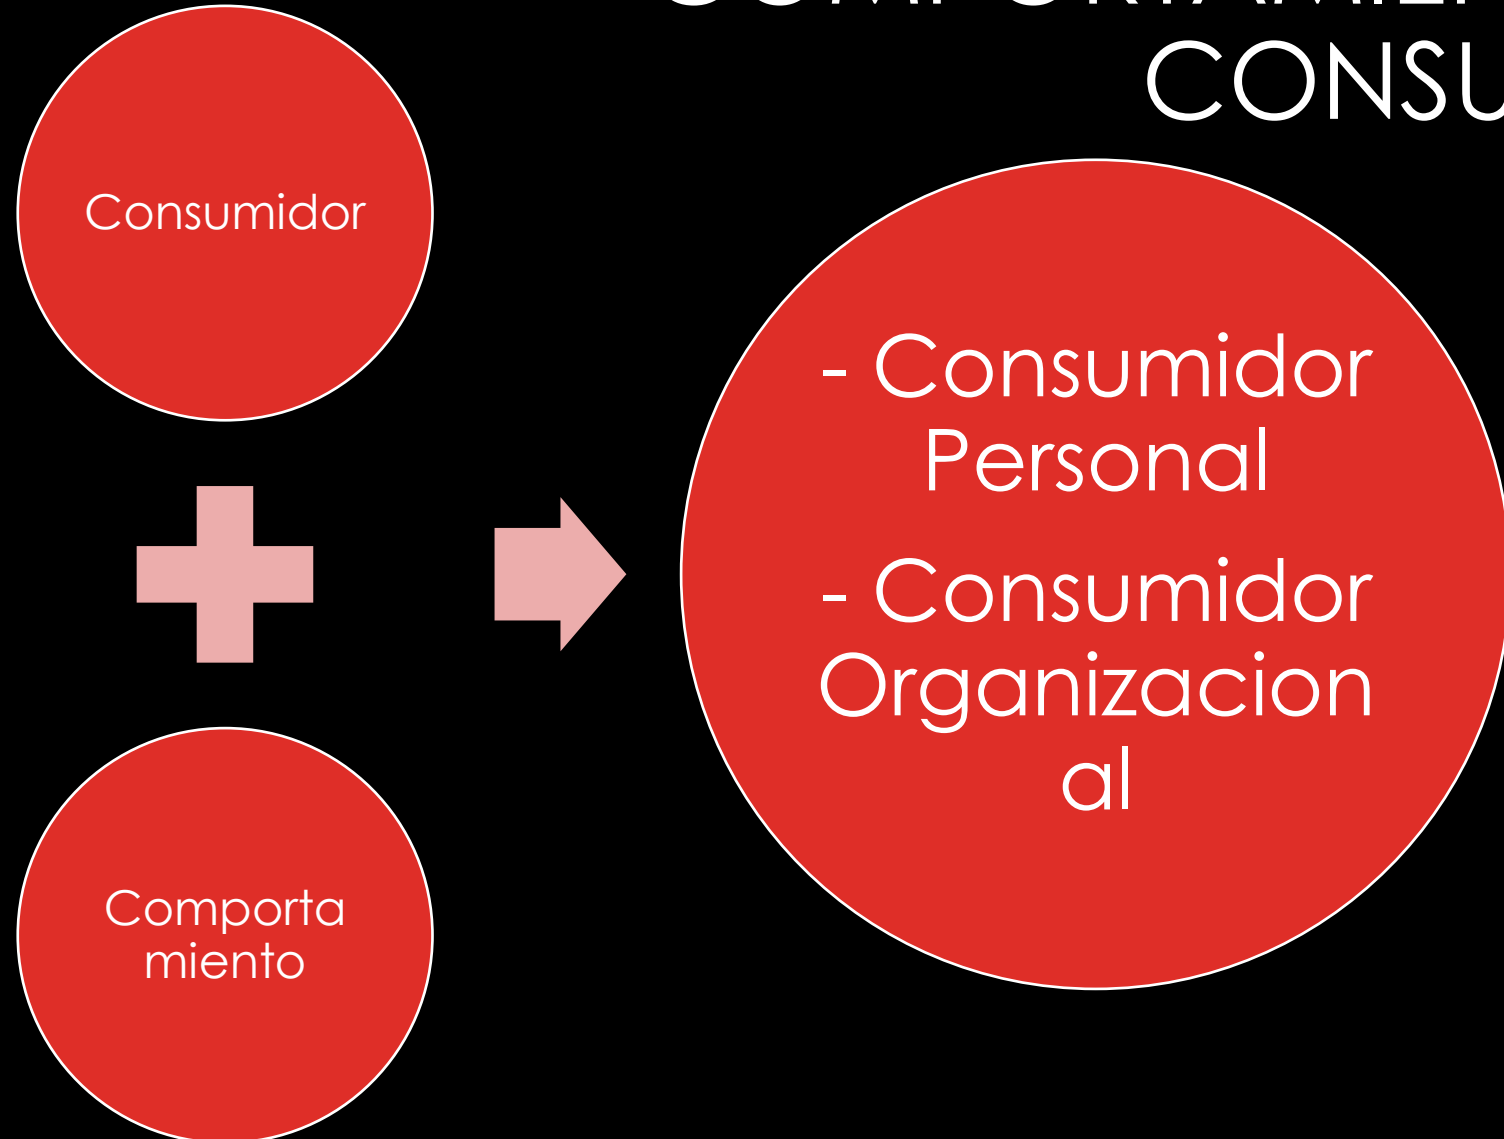 CONSU
Consumidor
- Consumidor
Personal
- Consumidor
Organizacion
al
Comporta
miento